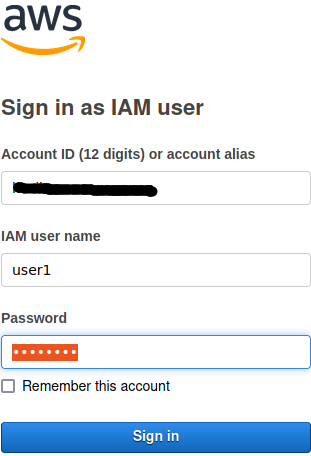 aws
Sign in as IAM user
Account ID (12 digits) or account alias
IAM user name
user1
Password
••••••••
Remember this account
Sign in